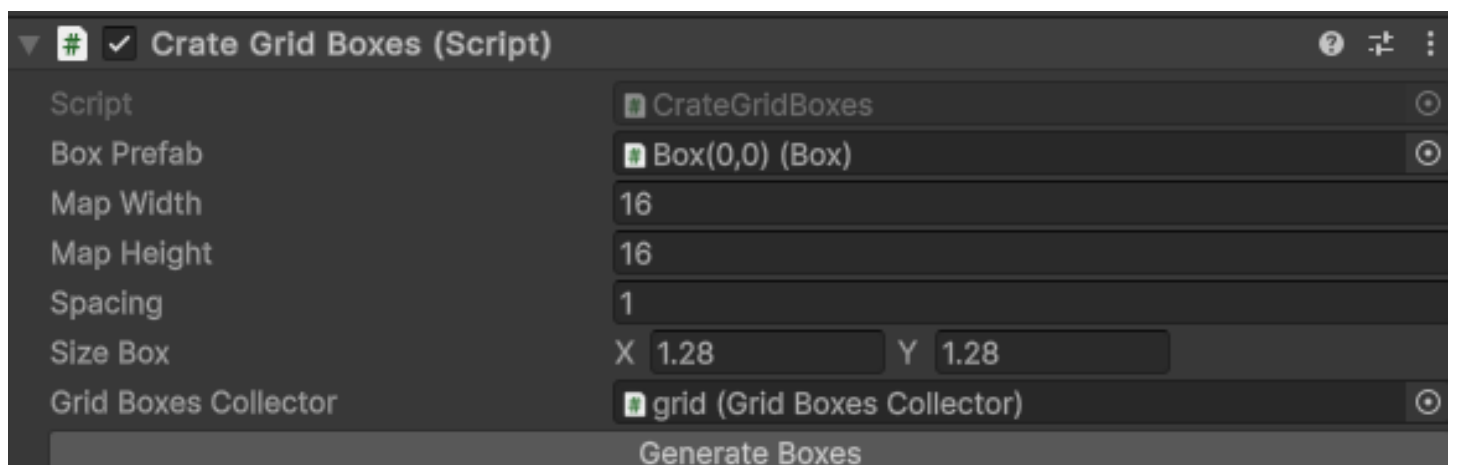 # Crate Grid Boxes (Script)
Script # CrateGridBoxes
Box Prefab # Box(0,0) (Box)
Map Width 16
Map Height 16
Spacing 1
Size Box X 1.28 Y 1.28
Grid Boxes Collector # grid (Grid Boxes Collector)
Generate Boxes